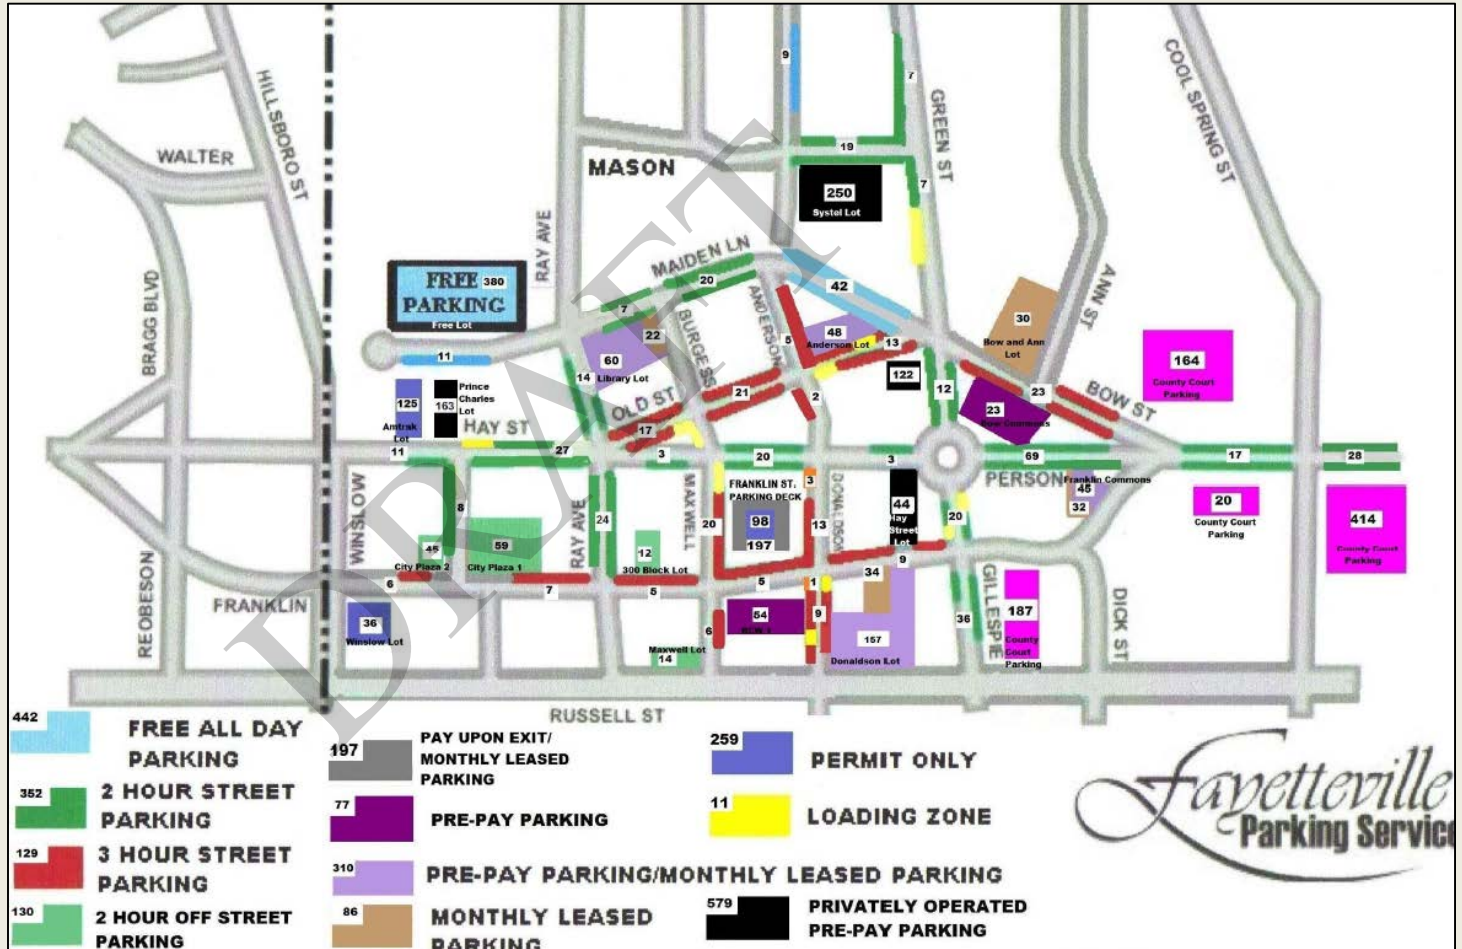 9
7
HILLSBORO ST
GREEN ST
COOL SPRING ST
WALTER
19
MASON
7
250
Systel Lot
RAY AVE
MAIDEN LN
FREE 380
PARKING
Free Lot
20
42
ANN ST
BRAGG BLVD
7
BURGESS
ANDERSON
30
Bow and Ann
Lot
22
48
Anderson Lot
5
13
11
60
Library Lot
164
County Court
Parking
14
122
125
Amtrak
Lot
163
Prince
Charles
Lot
21
12
23
BOW ST
OLD ST
2
23
Bow Commons
HAY ST
17
11
27
3
20
3
69
17
28
PERSON
Franklin Commons
WINSLOW
8
RAY AVE
24
MAXWELL
20
FRANKLIN ST.
PARKING DECK
98
197
3
13
DONALDSON
44
Hay
Street
Lot
20
45
32
20
County Court
Parking
414
County Court
Parking
45
City Plaza 2
59
City Plaza 1
12
300 Block Lot
6
7
5
5
9
34
1
REOBESON
FRANKLIN
36
Winslow Lot
6
54
9
157
Donaldson Lot
36
GILLESPIE
187
County
Court
Parking
DICK ST
Maxwell Lot
14
RUSSELL ST
DRAFT
442
FREE ALL DAY
PARKING
352
2 HOUR STREET
PARKING
129
3 HOUR STREET
PARKING
130
2 HOUR OFF STREET
PARKING
197
PAY UPON EXIT/
MONTHLY LEASED
PARKING
77
PRE-PAY PARKING
310
PRE-PAY PARKING/MONTHLY LEASED PARKING
86
MONTHLY LEASED
PARKING
259
PERMIT ONLY
11
LOADING ZONE
579
PRIVATELY OPERATED
PRE-PAY PARKING
Fayetteville
Parking Service